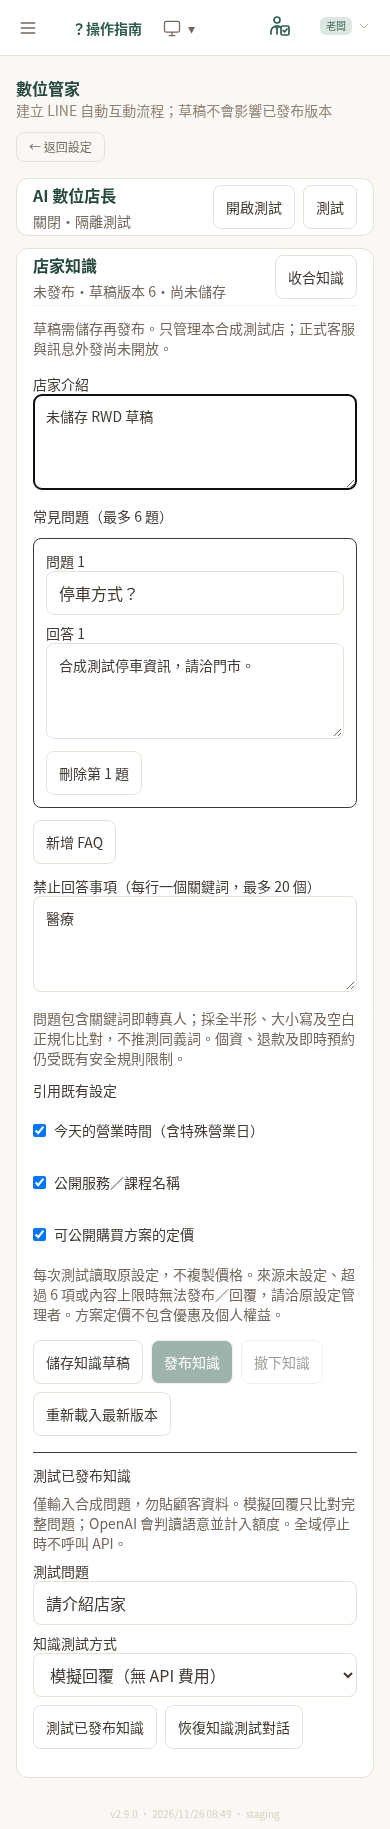 ? 操作指南 ▾ 老闆
數位管家
建立 LINE 自動互動流程；草稿不會影響已發布版本
← 返回設定
AI 數位店長
關閉・隔離測試
開啟測試 測試
店家知識
未發布・草稿版本 6・尚未儲存
收合知識
草稿需儲存再發布。只管理本合成測試店；正式客服
與訊息外發尚未開放。
店家介紹
未儲存 RWD 草稿
常見問題（最多 6 題）
問題 1
停車方式？
回答 1
合成測試停車資訊，請洽門市。
刪除第 1 題
新增 FAQ
禁止回答事項（每行一個關鍵詞，最多 20 個）
醫療
問題包含關鍵詞即轉真人；採全半形、大小寫及空白
正規化比對，不推測同義詞。個資、退款及即時預約
仍受既有安全規則限制。
引用既有設定
今天的營業時間（含特殊營業日）
公開服務／課程名稱
可公開購買方案的定價
每次測試讀取原設定，不複製價格。來源未設定、超
過 6 項或內容上限時無法發布／回覆，請洽原設定管
理者。方案定價不包含優惠及個人權益。
儲存知識草稿 發布知識 撤下知識
重新載入最新版本
測試已發布知識
僅輸入合成問題，勿貼顧客資料。模擬回覆只比對完
整問題；OpenAI 會判讀語意並計入額度。全域停止
時不呼叫 API。
測試問題
請介紹店家
知識測試方式
模擬回覆（無 API 費用）
測試已發布知識 恢復知識測試對話
v2.9.0 · 2026/11/26 08:49 · staging